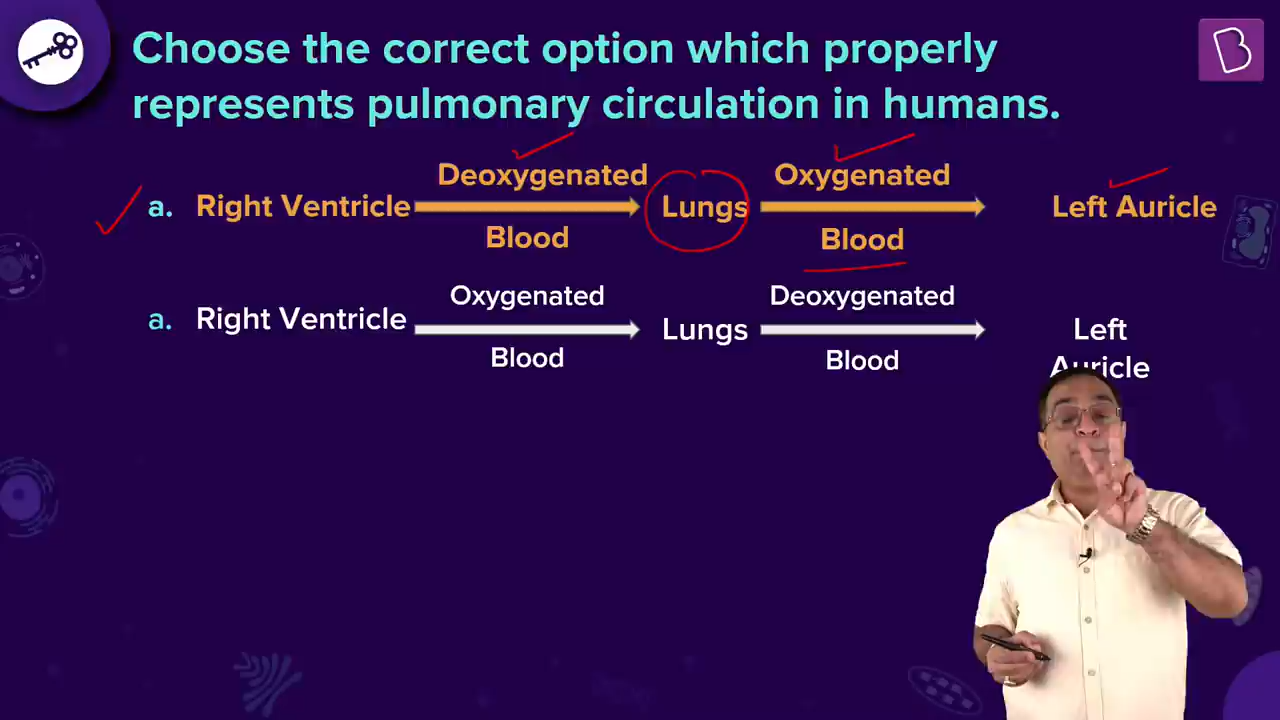 Choose the correct option which properly
represents pulmonary circulation in humans.
Deoxygenated
Oxygenated
a. Right Ventricle
Lungs
Left Auricle
Blood
Blood
Oxygenated
Deoxygenated
a. Right Ventricle
Lungs
Left
Blood
Blood
Auricle
B